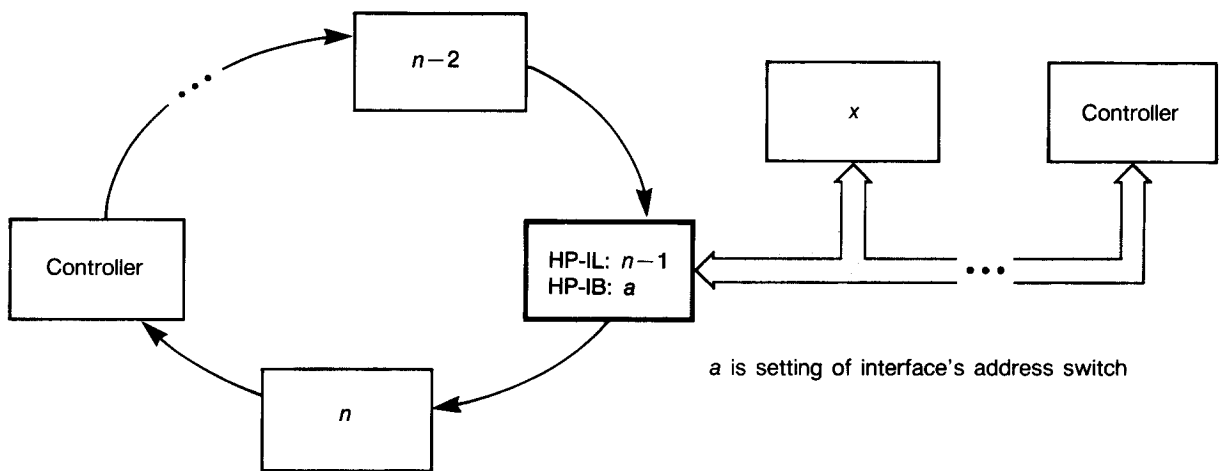 n−2
x
Controller
Controller
HP-IL: n−1
HP-IB: a
a is setting of interface's address switch
n